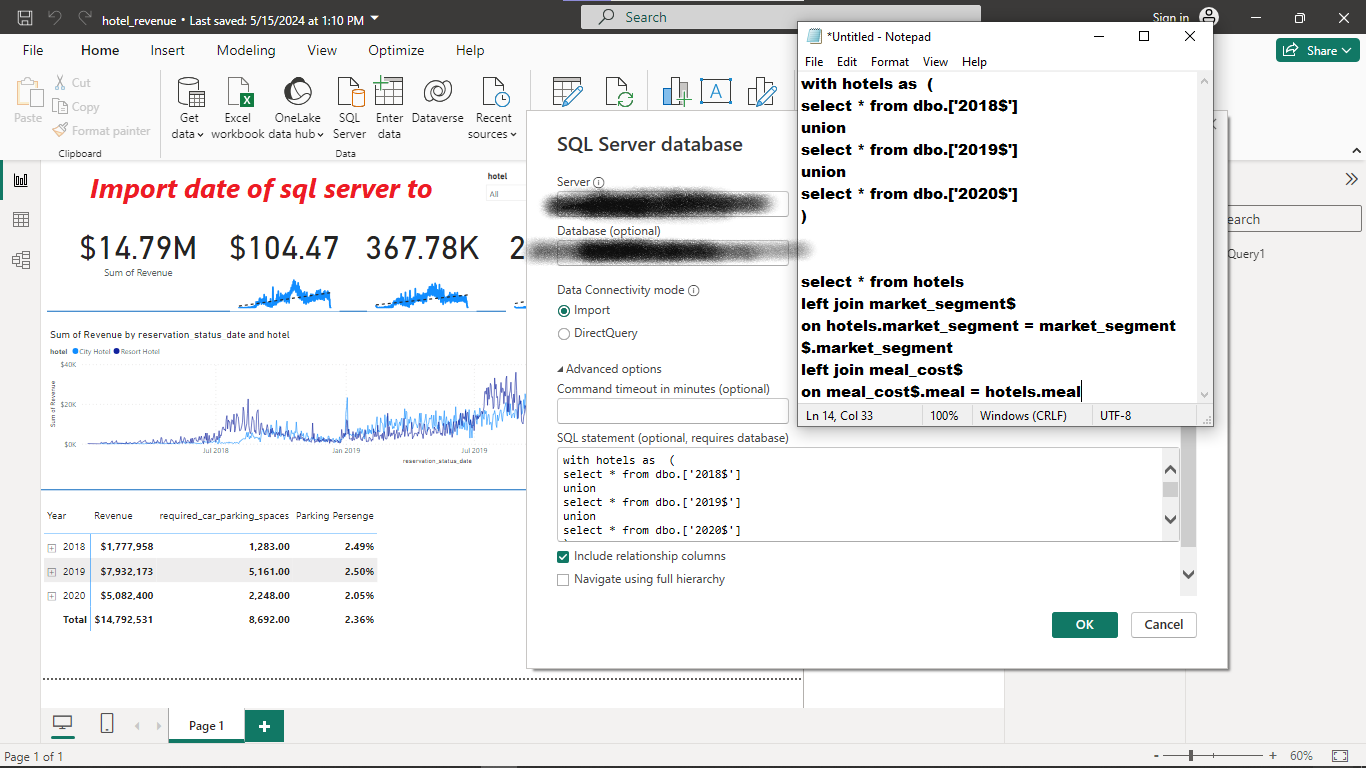 hotel_revenue • Last saved: 5/15/2024 at 1:10 PM
Search
Sign in
File Home Insert Modeling View Optimize Help
Share
Paste
Cut
Copy
Format painter
Clipboard
Get data
Excel workbook
OneLake data hub
SQL Server
Enter data
Dataverse
Recent sources
Data
Import date of sql server to
hotel
All
$14.79M
Sum of Revenue
$104.47
367.78K
2
Sum of Revenue by reservation_status_date and hotel
hotel City Hotel Resort Hotel
Sum of Revenue
$40K
$20K
$0K
Jul 2018 Jan 2019 Jul 2019
reservation_status_date
Year Revenue required_car_parking_spaces Parking Persenge
2018 $1,777,958 1,283.00 2.49%
2019 $7,932,173 5,161.00 2.50%
2020 $5,082,400 2,248.00 2.05%
Total $14,792,531 8,692.00 2.36%
SQL Server database
Server
Database (optional)
Data Connectivity mode
Import
DirectQuery
Advanced options
Command timeout in minutes (optional)
SQL statement (optional, requires database)
with hotels as  (
select * from dbo.['2018$']
union
select * from dbo.['2019$']
union
select * from dbo.['2020$']
Include relationship columns
Navigate using full hierarchy
OK Cancel
*Untitled - Notepad
File Edit Format View Help
with hotels as  (
select * from dbo.['2018$']
union
select * from dbo.['2019$']
union
select * from dbo.['2020$']
)
select * from hotels
left join market_segment$
on hotels.market_segment = market_segment
$.market_segment
left join meal_cost$
on meal_cost$.meal = hotels.meal
Ln 14, Col 33 100% Windows (CRLF) UTF-8
earch
Query1
Page 1
Page 1 of 1
60%